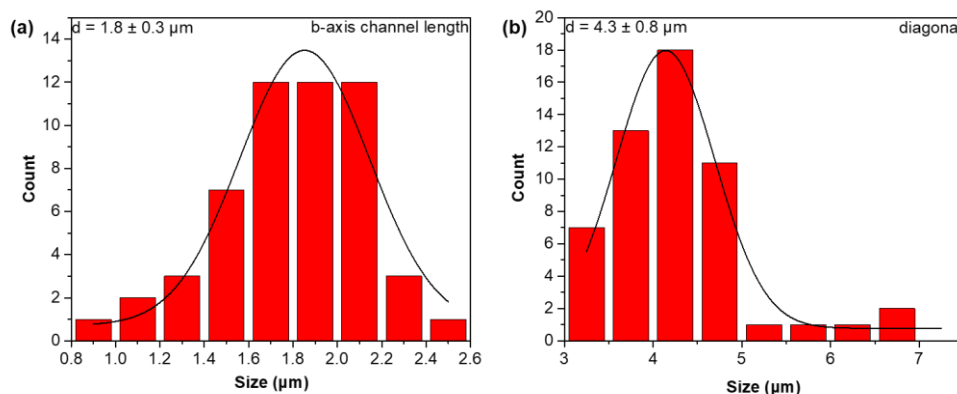 (a)
d = 1.8 ± 0.3 µm
b-axis channel length
14
12
10
8
6
4
2
0
Count
0.8 1.0 1.2 1.4 1.6 1.8 2.0 2.2 2.4 2.6
Size (µm)
(b)
d = 4.3 ± 0.8 µm
diagonal
20
18
16
14
12
10
8
6
4
2
0
Count
3 4 5 6 7
Size (µm)